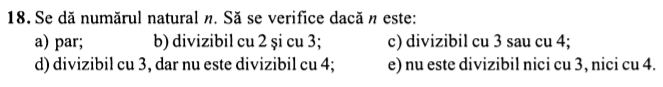 18. Se dă numărul natural n. Să se verifice dacă n este:
a) par; b) divizibil cu 2 şi cu 3; c) divizibil cu 3 sau cu 4;
d) divizibil cu 3, dar nu este divizibil cu 4; e) nu este divizibil nici cu 3, nici cu 4.